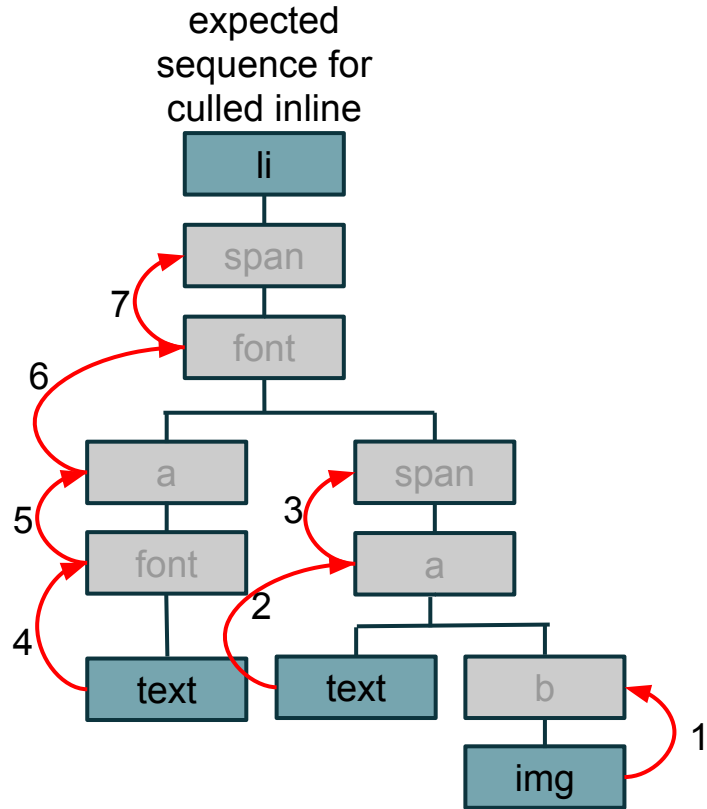 expected
sequence for
culled inline
li
span
7
font
6
a
span
3
5
font
a
2
4
text
text
b
1
img